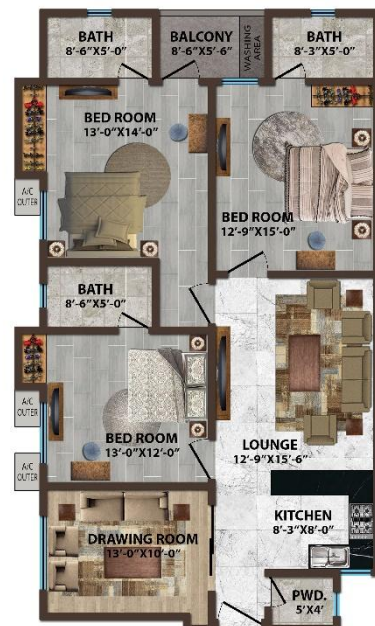 BATH
8'-6"X5'-0"
BALCONY
8'-6"X5'-6"
WASHING
AREA
BATH
8'-3"X5'-0"
BED ROOM
13'-0"X14'-0"
A/C
OUTER
BED ROOM
12'-9"X15'-0"
BATH
8'-6"X5'-0"
A/C
OUTER
BED ROOM
13'-0"X12'-0"
LOUNGE
12'-9"X15'-6"
A/C
OUTER
KITCHEN
8'-3"X8'-0"
DRAWING ROOM
13'-0"X10'-0"
PWD.
5'X4'